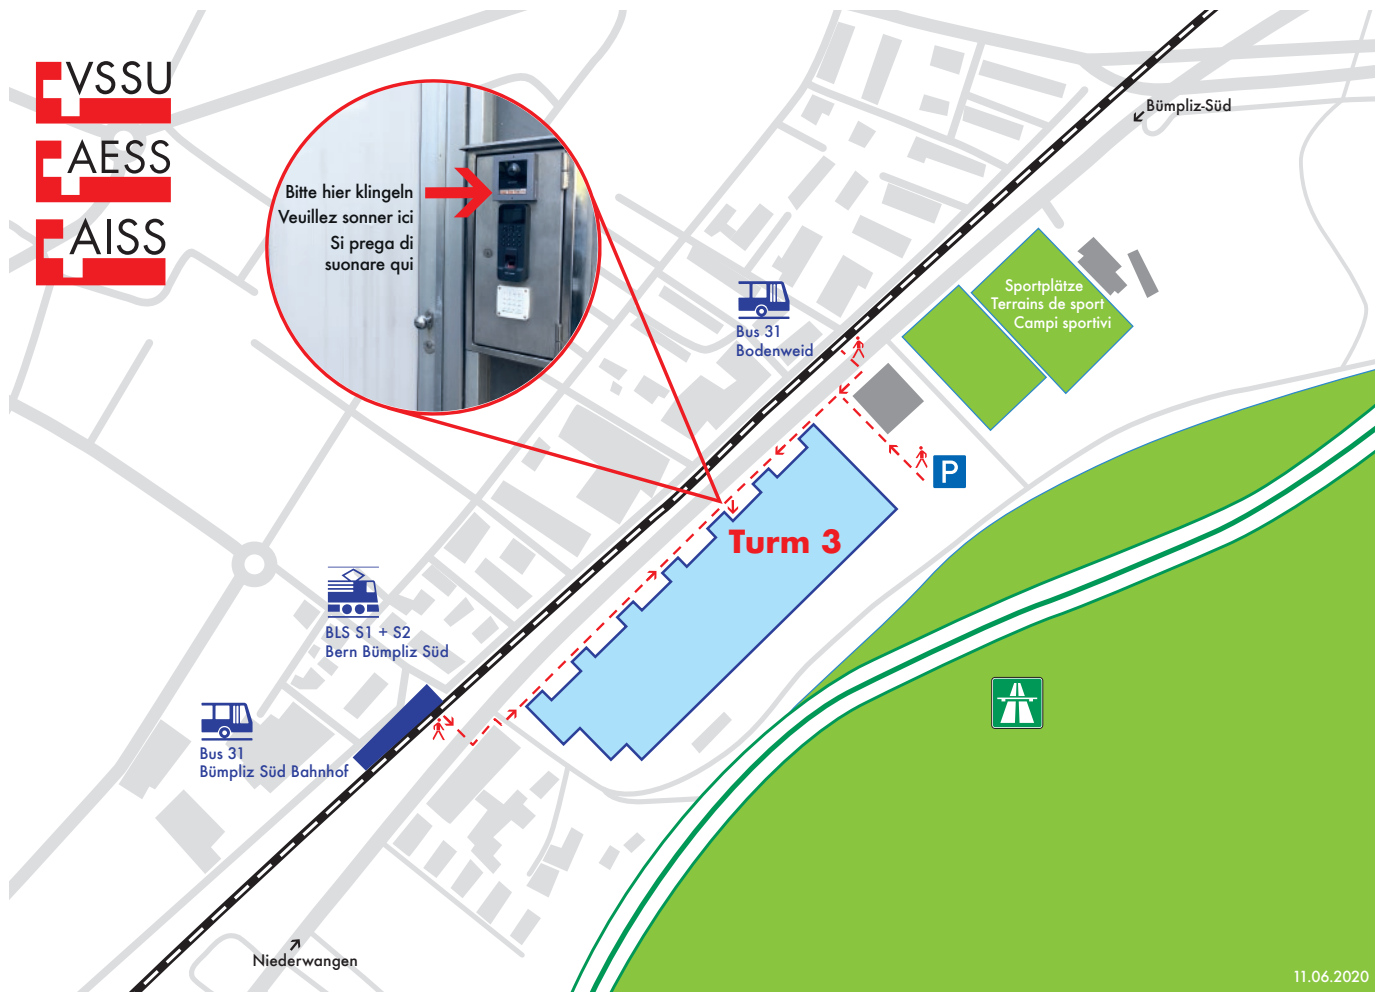 VSSU
AESS
AISS
Bitte hier klingeln
Veuillez sonner ici
Si prega di
suonare qui
Bümpliz-Süd
Sportplätze
Terrains de sport
Campi sportivi
Bus 31
Bodenweid
P
Turm 3
BLS S1 + S2
Bern Bümpliz Süd
Bus 31
Bümpliz Süd Bahnhof
Niederwangen
11.06.2020